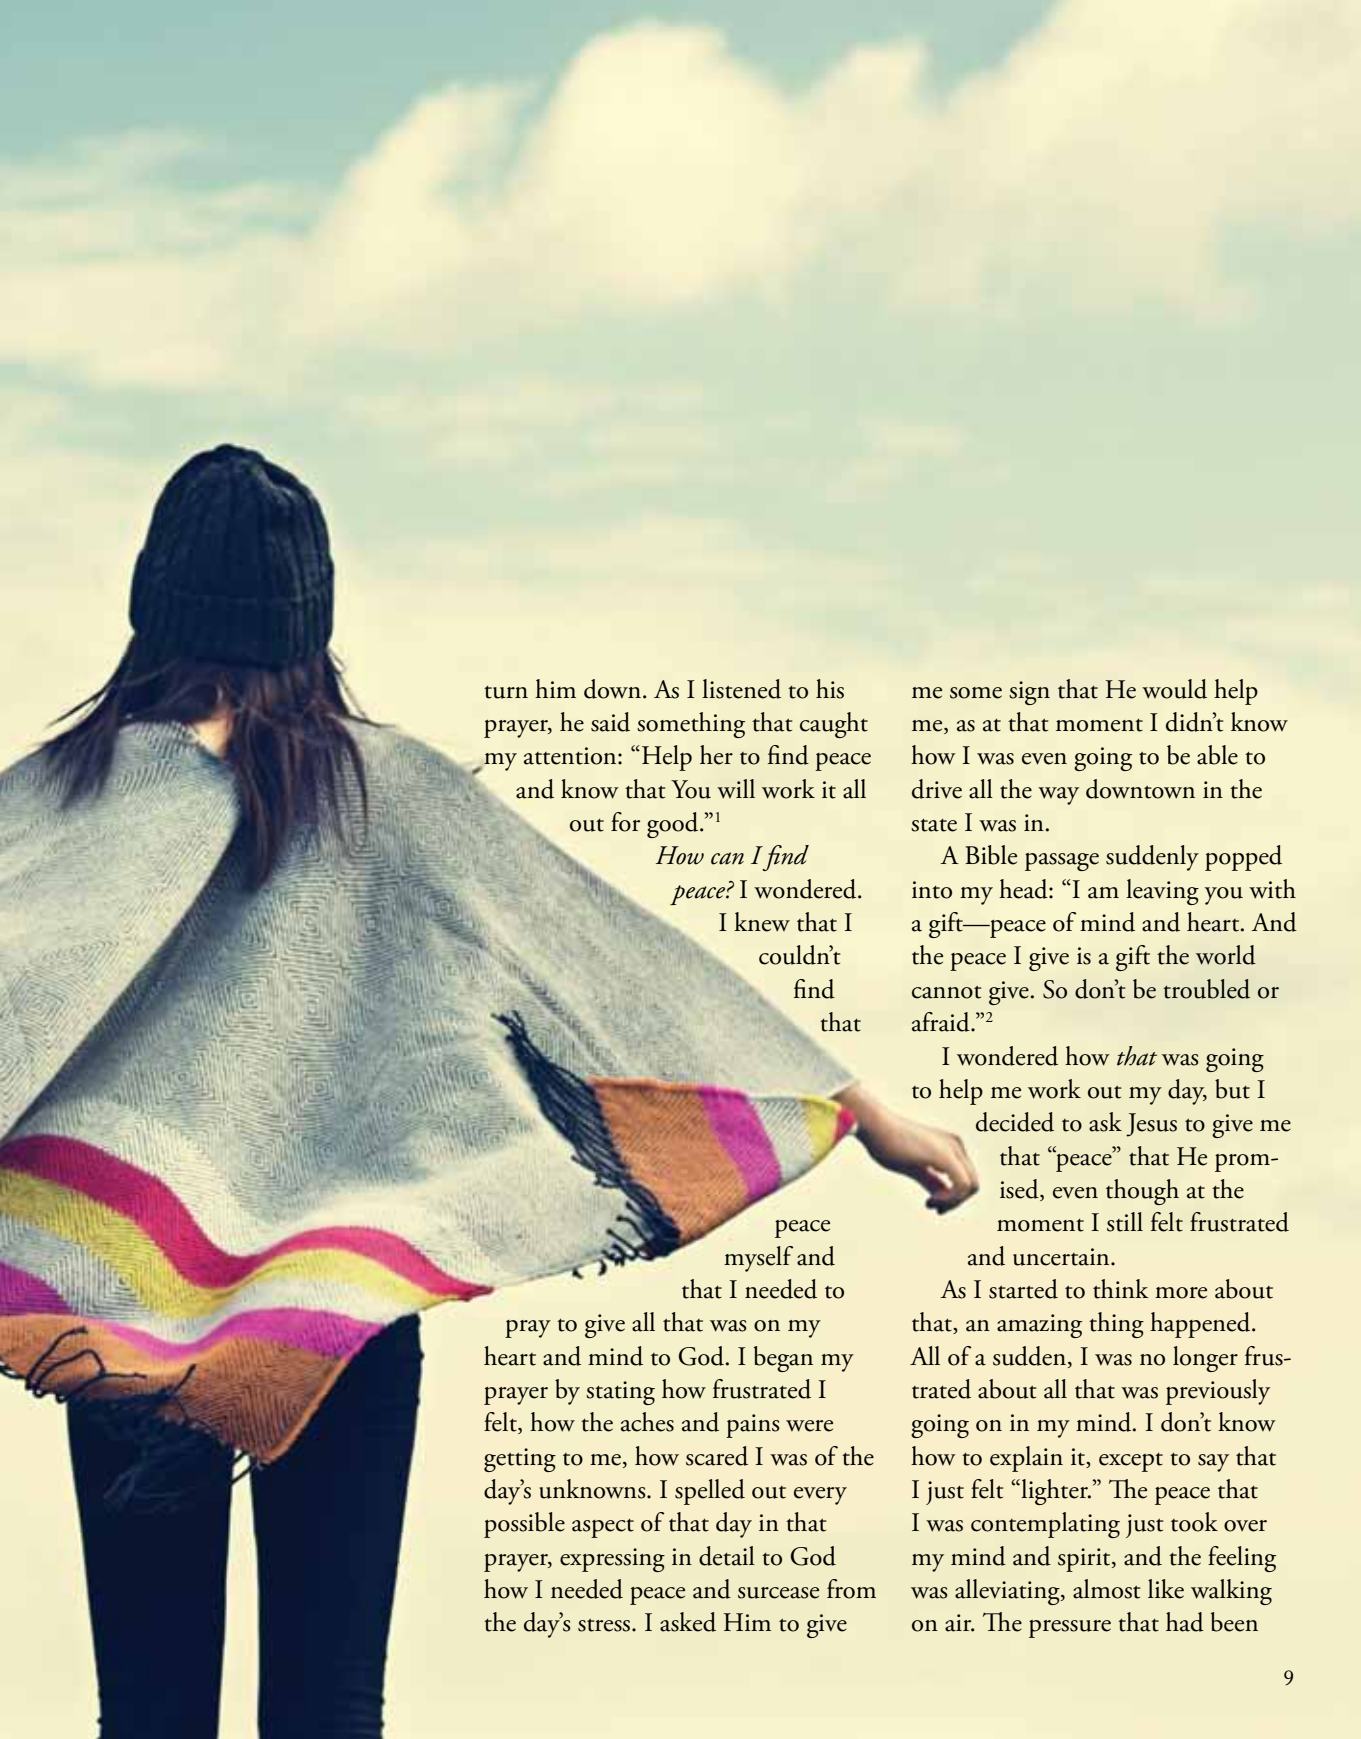 turn him down. As I listened to his
prayer, he said something that caught
my attention: “Help her to find peace
and know that You will work it all
out for good.”1
How can I find
peace? I wondered.
I knew that I
couldn’t
find
that
peace
myself and
that I needed to
pray to give all that was on my
heart and mind to God. I began my
prayer by stating how frustrated I
felt, how the aches and pains were
getting to me, how scared I was of the
day’s unknowns. I spelled out every
possible aspect of that day in that
prayer, expressing in detail to God
how I needed peace and surcease from
the day’s stress. I asked Him to give
me some sign that He would help
me, as at that moment I didn’t know
how I was even going to be able to
drive all the way downtown in the
state I was in.
A Bible passage suddenly popped
into my head: “I am leaving you with
a gift—peace of mind and heart. And
the peace I give is a gift the world
cannot give. So don’t be troubled or
afraid.”2
I wondered how that was going
to help me work out my day, but I
decided to ask Jesus to give me
that “peace” that He prom-
ised, even though at the
moment I still felt frustrated
and uncertain.
As I started to think more about
that, an amazing thing happened.
All of a sudden, I was no longer frus-
trated about all that was previously
going on in my mind. I don’t know
how to explain it, except to say that
I just felt “lighter.” The peace that
I was contemplating just took over
my mind and spirit, and the feeling
was alleviating, almost like walking
on air. The pressure that had been
9